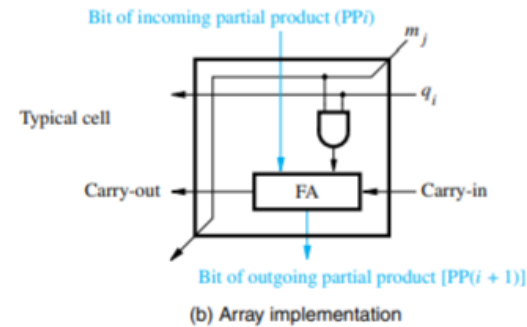 Bit of incoming partial product (PPi)
m j
q i
Typical cell
Carry-out
FA
Carry-in
Bit of outgoing partial product [PP(i + 1)]
(b) Array implementation